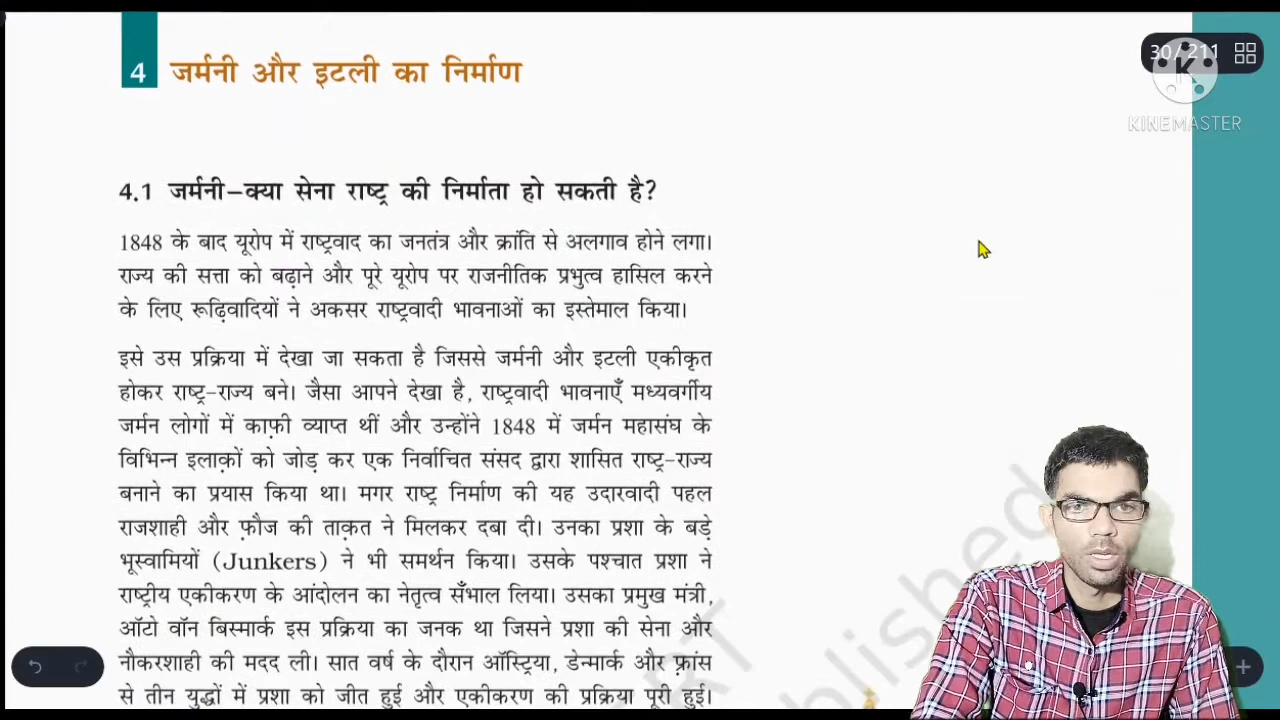 4 जर्मनी और इटली का निर्माण
30/211
KINEMASTER
4.1 जर्मनी–क्या सेना राष्ट्र की निर्माता हो सकती है?
1848 के बाद यूरोप में राष्ट्रवाद का जनतंत्र और क्रांति से अलगाव होने लगा।
राज्य की सत्ता को बढ़ाने और पूरे यूरोप पर राजनीतिक प्रभुत्व हासिल करने
के लिए रूढ़िवादियों ने अकसर राष्ट्रवादी भावनाओं का इस्तेमाल किया।
इसे उस प्रक्रिया में देखा जा सकता है जिससे जर्मनी और इटली एकीकृत
होकर राष्ट्र-राज्य बने। जैसा आपने देखा है, राष्ट्रवादी भावनाएँ मध्यवर्गीय
जर्मन लोगों में काफ़ी व्याप्त थीं और उन्होंने 1848 में जर्मन महासंघ के
विभिन्न इलाक़ों को जोड़ कर एक निर्वाचित संसद द्वारा शासित राष्ट्र-राज्य
बनाने का प्रयास किया था। मगर राष्ट्र निर्माण की यह उदारवादी पहल
राजशाही और फ़ौज की ताक़त ने मिलकर दबा दी। उनका प्रशा के बड़े
भूस्वामियों (Junkers) ने भी समर्थन किया। उसके पश्चात प्रशा ने
राष्ट्रीय एकीकरण के आंदोलन का नेतृत्व सँभाल लिया। उसका प्रमुख मंत्री,
ऑटो वॉन बिस्मार्क इस प्रक्रिया का जनक था जिसने प्रशा की सेना और
नौकरशाही की मदद ली। सात वर्ष के दौरान ऑस्ट्रिया, डेन्मार्क और फ़्रांस
से तीन युद्धों में प्रशा को जीत हुई और एकीकरण की प्रक्रिया पूरी हुई।